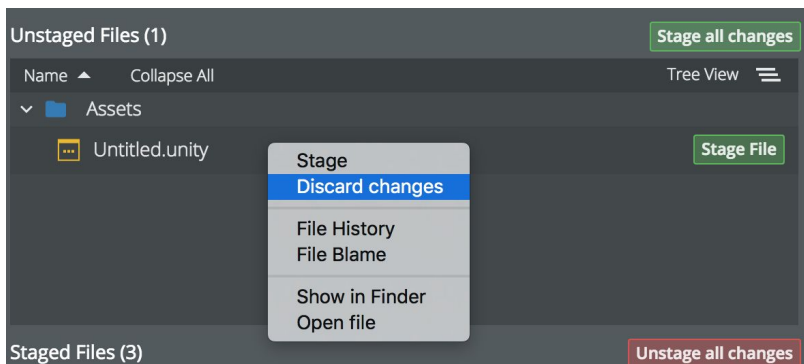 Unstaged Files (1)
Stage all changes
Name
Collapse All
Tree View
Assets
Untitled.unity
Stage File
Stage
Discard changes
File History
File Blame
Show in Finder
Open file
Staged Files (3)
Unstage all changes